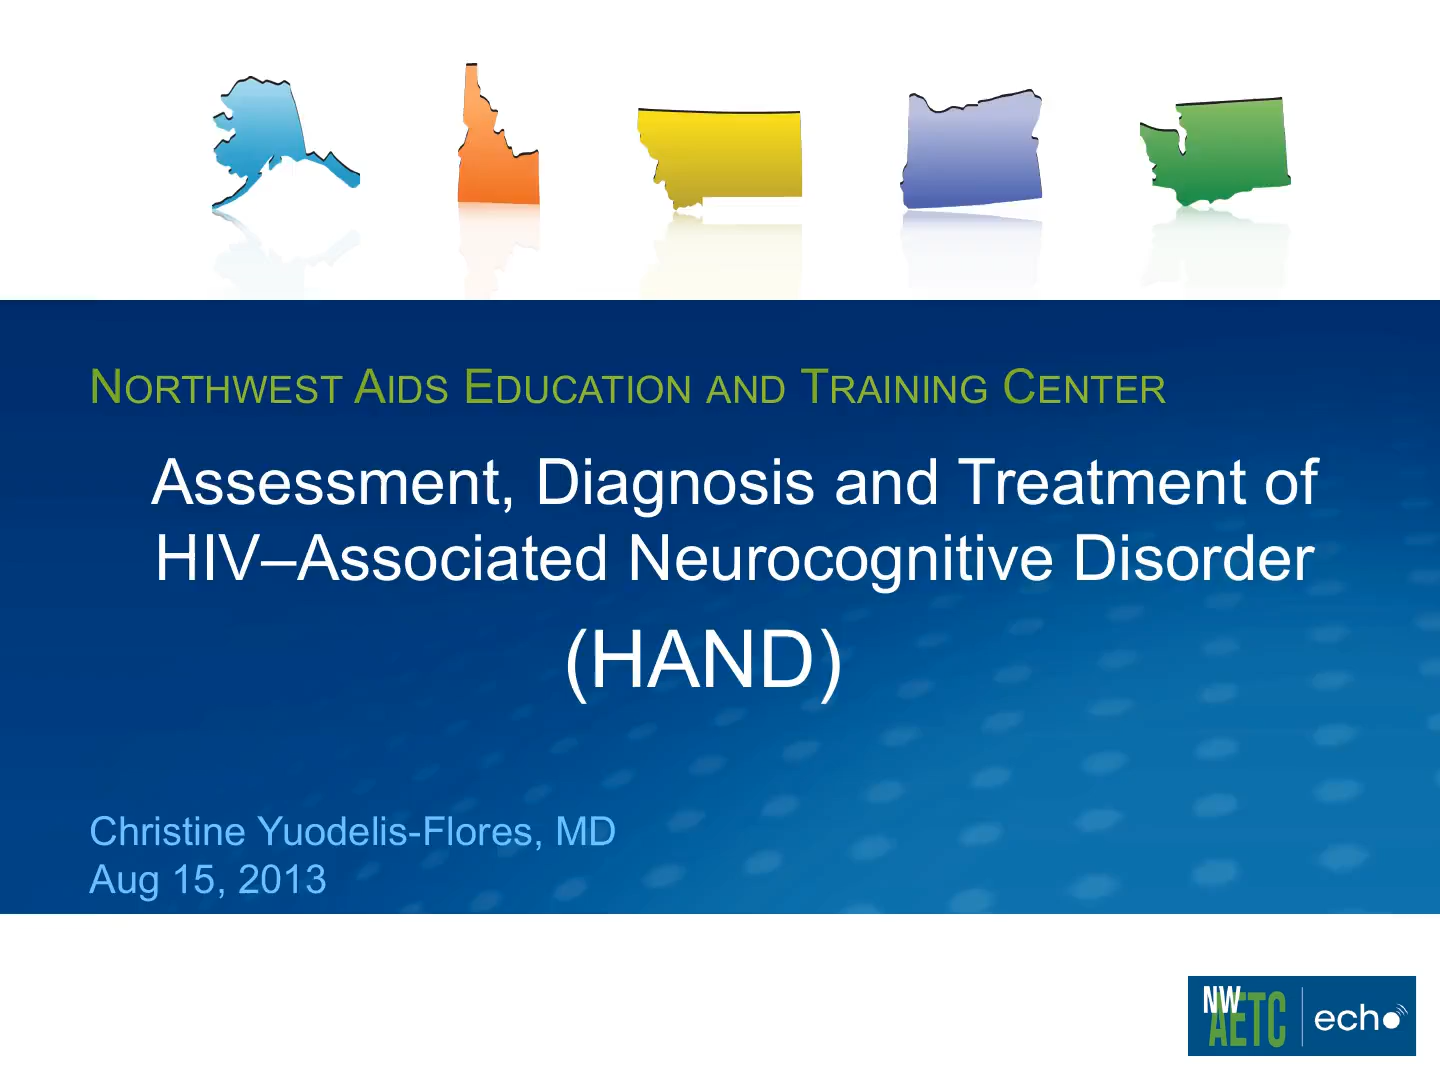 NORTHWEST AIDS EDUCATION AND TRAINING CENTER
Assessment, Diagnosis and Treatment of
HIV–Associated Neurocognitive Disorder
(HAND)
Christine Yuodelis-Flores, MD
Aug 15, 2013
NW AETC echo